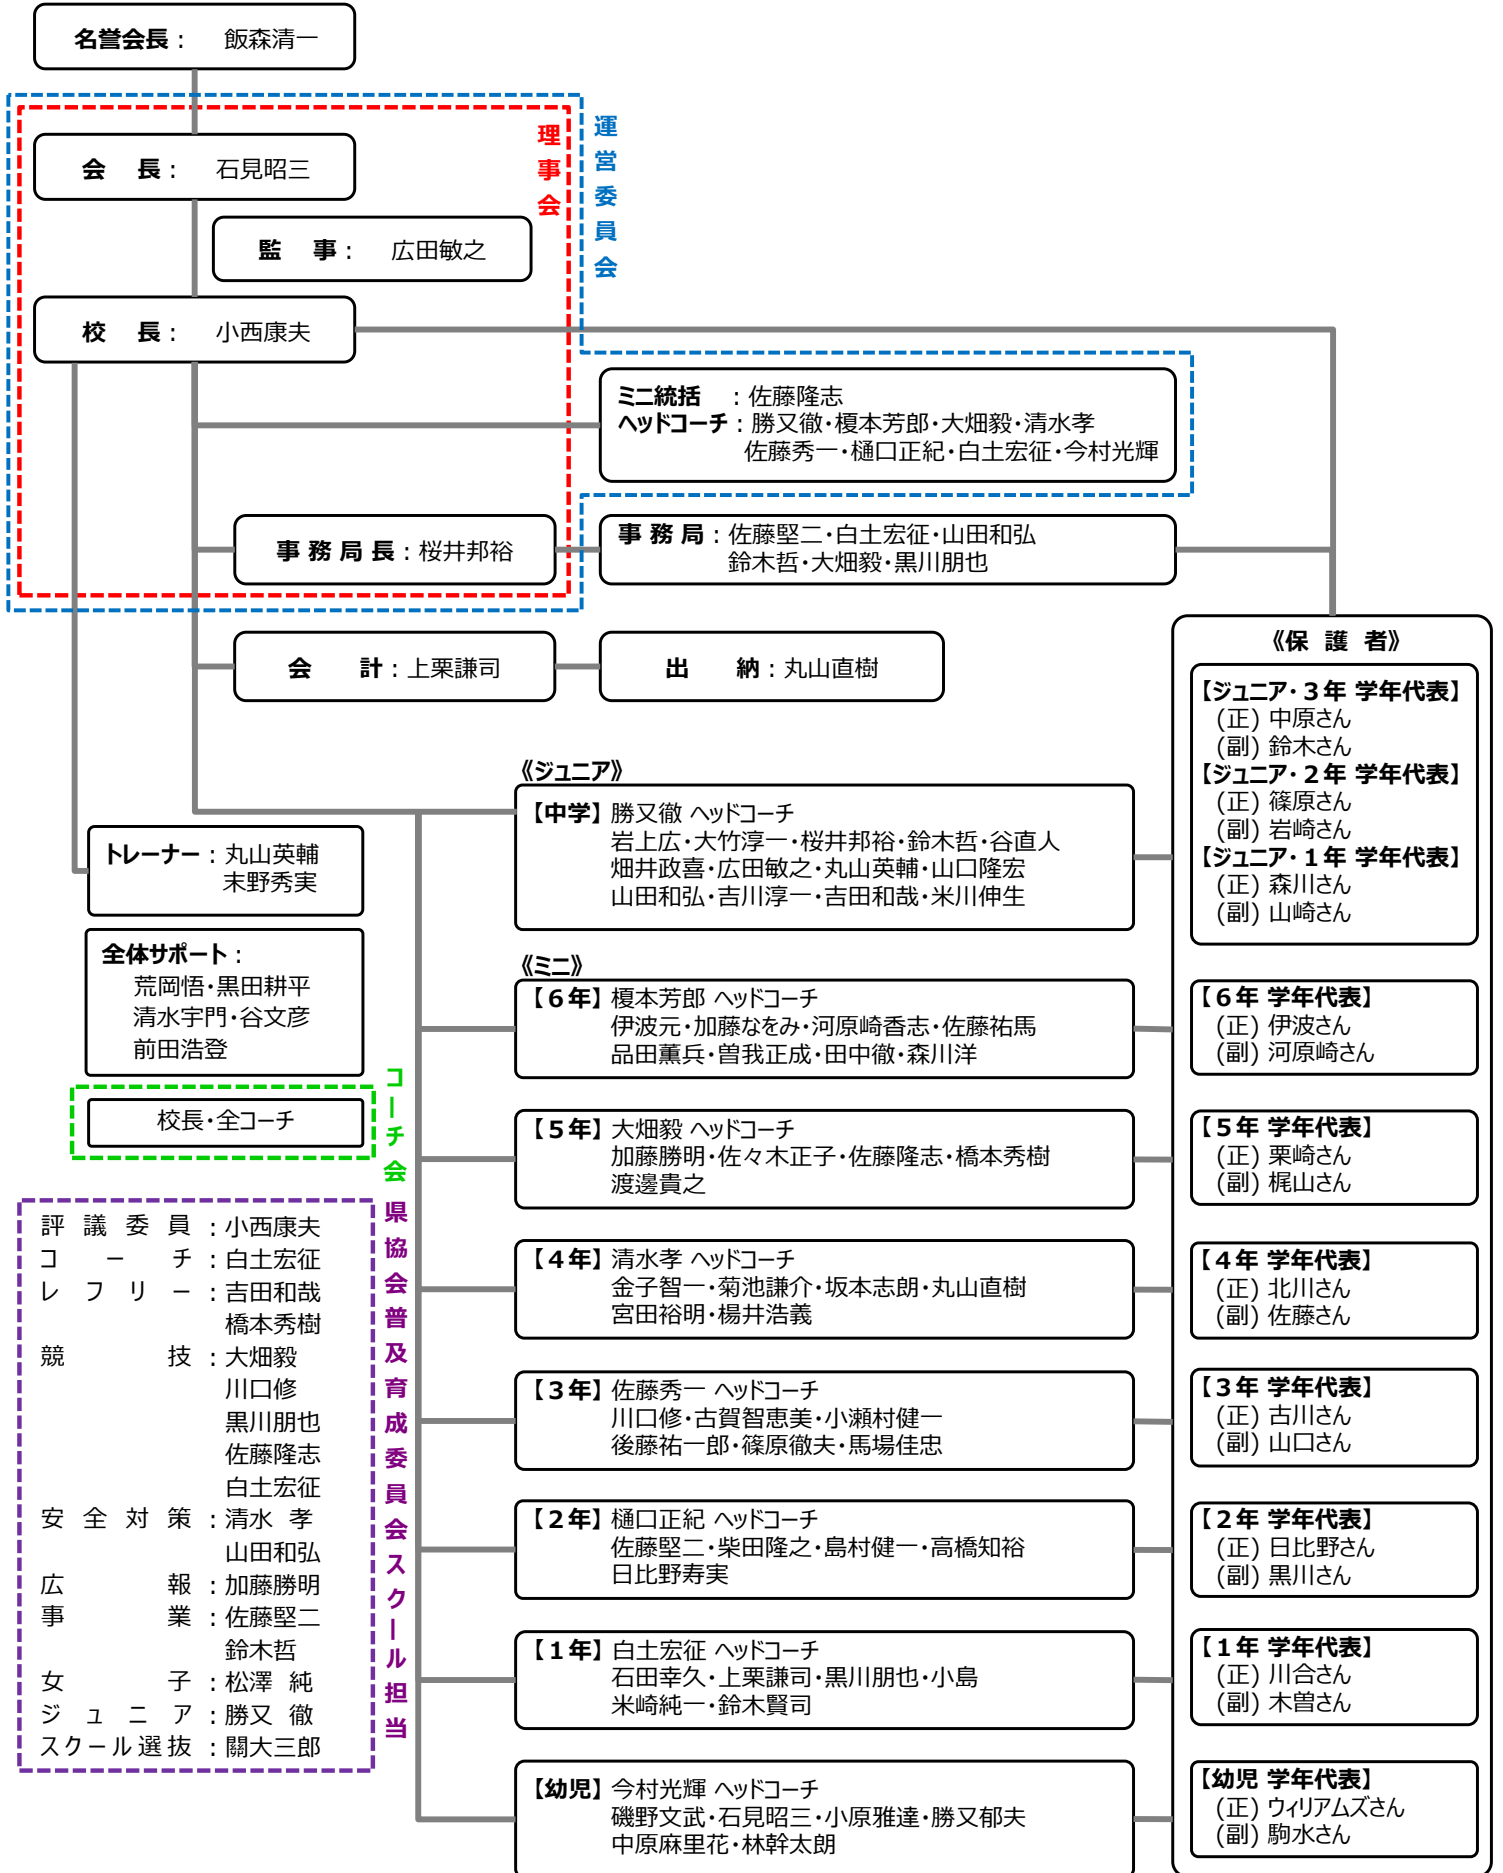 名誉会長： 飯森清一
理事会
運営委員会
会 長： 石見昭三
監 事： 広田敏之
校 長： 小西康夫
ミニ統括 ：佐藤隆志
ヘッドコーチ：勝又徹・榎本芳郎・大畑毅・清水孝
佐藤秀一・樋口正紀・白土宏征・今村光輝
事務局長：桜井邦裕
事務局：佐藤堅二・白土宏征・山田和弘
鈴木哲・大畑毅・黒川朋也
会 計：上栗謙司
出 納：丸山直樹
《保 護 者》
【ジュニア・３年 学年代表】
(正) 中原さん
(副) 鈴木さん
【ジュニア・２年 学年代表】
(正) 篠原さん
(副) 岩崎さん
【ジュニア・１年 学年代表】
(正) 森川さん
(副) 山崎さん
《ジュニア》
【中学】勝又徹 ヘッドコーチ
岩上広・大竹淳一・桜井邦裕・鈴木哲・谷直人
畑井政喜・広田敏之・丸山英輔・山口隆宏
山田和弘・吉川淳一・吉田和哉・米川伸生
トレーナー：丸山英輔
末野秀実
全体サポート：
荒岡悟・黒田耕平
清水宇門・谷文彦
前田浩登
《ミニ》
【６年】榎本芳郎 ヘッドコーチ
伊波元・加藤なをみ・河原崎香志・佐藤祐馬
品田薫兵・曽我正成・田中徹・森川洋
【６年 学年代表】
(正) 伊波さん
(副) 河原崎さん
コーチ会
校長・全コーチ
【５年】大畑毅 ヘッドコーチ
加藤勝明・佐々木正子・佐藤隆志・橋本秀樹
渡邊貴之
【５年 学年代表】
(正) 栗崎さん
(副) 梶山さん
県協会普及育成委員会スクール担当
評議委員：小西康夫
コーチ：白土宏征
レフリー：吉田和哉
橋本秀樹
競 技：大畑毅
川口修
黒川朋也
佐藤隆志
白土宏征
安全対策：清水 孝
山田和弘
広 報：加藤勝明
事 業：佐藤堅二
鈴木哲
女 子：松澤 純
ジュニア：勝又 徹
スクール選抜：關大三郎
【４年】清水孝 ヘッドコーチ
金子智一・菊池謙介・坂本志朗・丸山直樹
宮田裕明・楊井浩義
【４年 学年代表】
(正) 北川さん
(副) 佐藤さん
【３年】佐藤秀一 ヘッドコーチ
川口修・古賀智恵美・小瀬村健一
後藤祐一郎・篠原徹夫・馬場佳忠
【３年 学年代表】
(正) 古川さん
(副) 山口さん
【２年】樋口正紀 ヘッドコーチ
佐藤堅二・柴田隆之・島村健一・高橋知裕
日比野寿実
【２年 学年代表】
(正) 日比野さん
(副) 黒川さん
【１年】白土宏征 ヘッドコーチ
石田幸久・上栗謙司・黒川朋也・小島
米崎純一・鈴木賢司
【１年 学年代表】
(正) 川合さん
(副) 木曽さん
【幼児】今村光輝 ヘッドコーチ
磯野文武・石見昭三・小原雅達・勝又郁夫
中原麻里花・林幹太朗
【幼児 学年代表】
(正) ウィリアムズさん
(副) 駒水さん